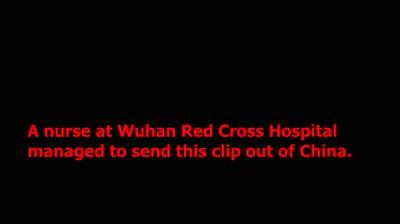 A nurse at Wuhan Red Cross Hospital
managed to send this clip out of China.